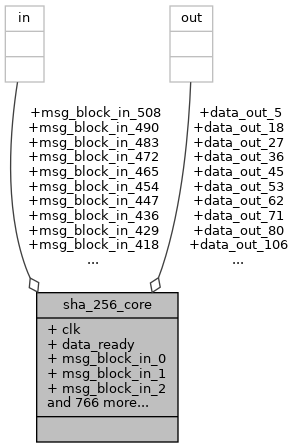 in
out
+msg_block_in_508
+msg_block_in_490
+msg_block_in_483
+msg_block_in_472
+msg_block_in_465
+msg_block_in_454
+msg_block_in_447
+msg_block_in_436
+msg_block_in_429
+msg_block_in_418
...
+data_out_5
+data_out_18
+data_out_27
+data_out_36
+data_out_45
+data_out_53
+data_out_62
+data_out_71
+data_out_80
+data_out_106
...
sha_256_core
+ clk
+ data_ready
+ msg_block_in_0
+ msg_block_in_1
+ msg_block_in_2
and 766 more...